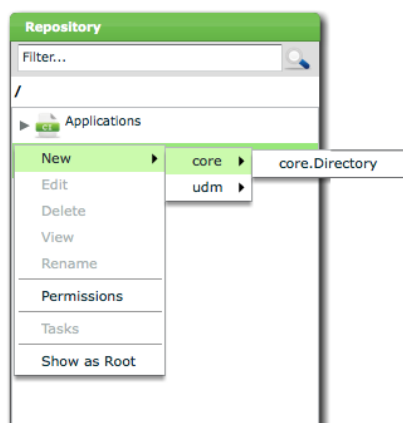 Repository
Filter...
/
Applications
New core core.Directory
Edit udm
Delete
View
Rename
Permissions
Tasks
Show as Root